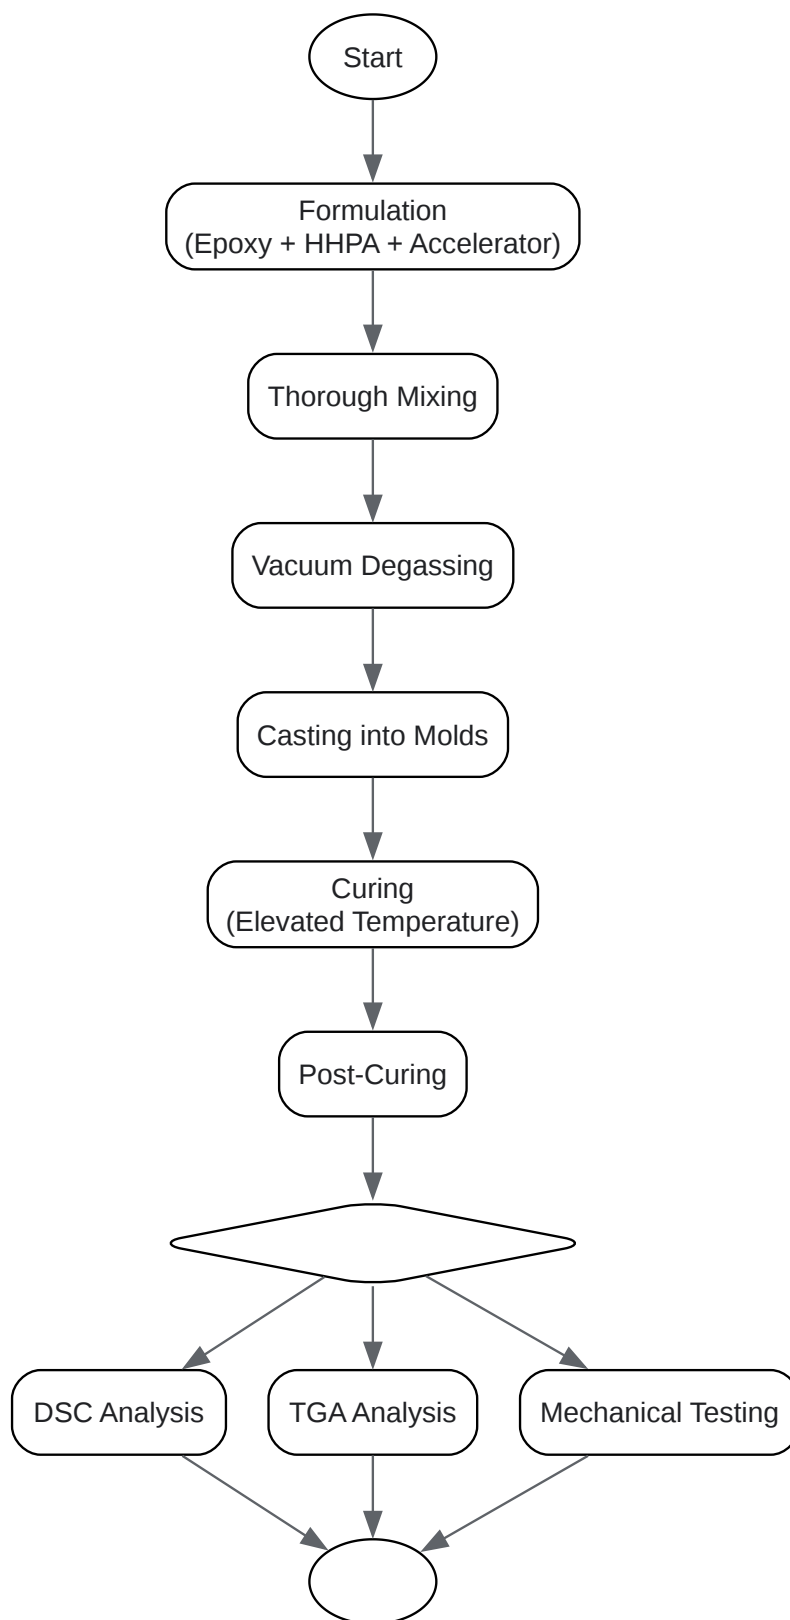 Start
Formulation
(Epoxy + HHPA + Accelerator)
Thorough Mixing
Vacuum Degassing
Casting into Molds
Curing
(Elevated Temperature)
Post-Curing
DSC Analysis
TGA Analysis
Mechanical Testing